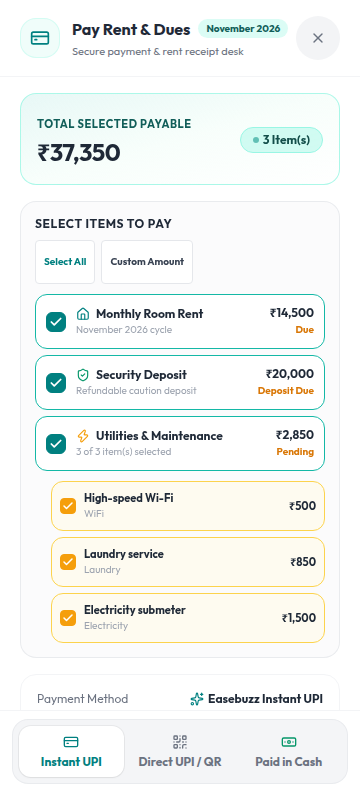 Pay Rent & Dues November 2026
Secure payment & rent receipt desk
TOTAL SELECTED PAYABLE
₹37,350
3 Item(s)
SELECT ITEMS TO PAY
Select All
Custom Amount
Monthly Room Rent ₹14,500
November 2026 cycle Due
Security Deposit ₹20,000
Refundable caution deposit Deposit Due
Utilities & Maintenance ₹2,850
3 of 3 item(s) selected Pending
High-speed Wi-Fi ₹500
WiFi
Laundry service ₹850
Laundry
Electricity submeter ₹1,500
Electricity
Payment Method Easebuzz Instant UPI
Instant UPI
Direct UPI / QR
Paid in Cash